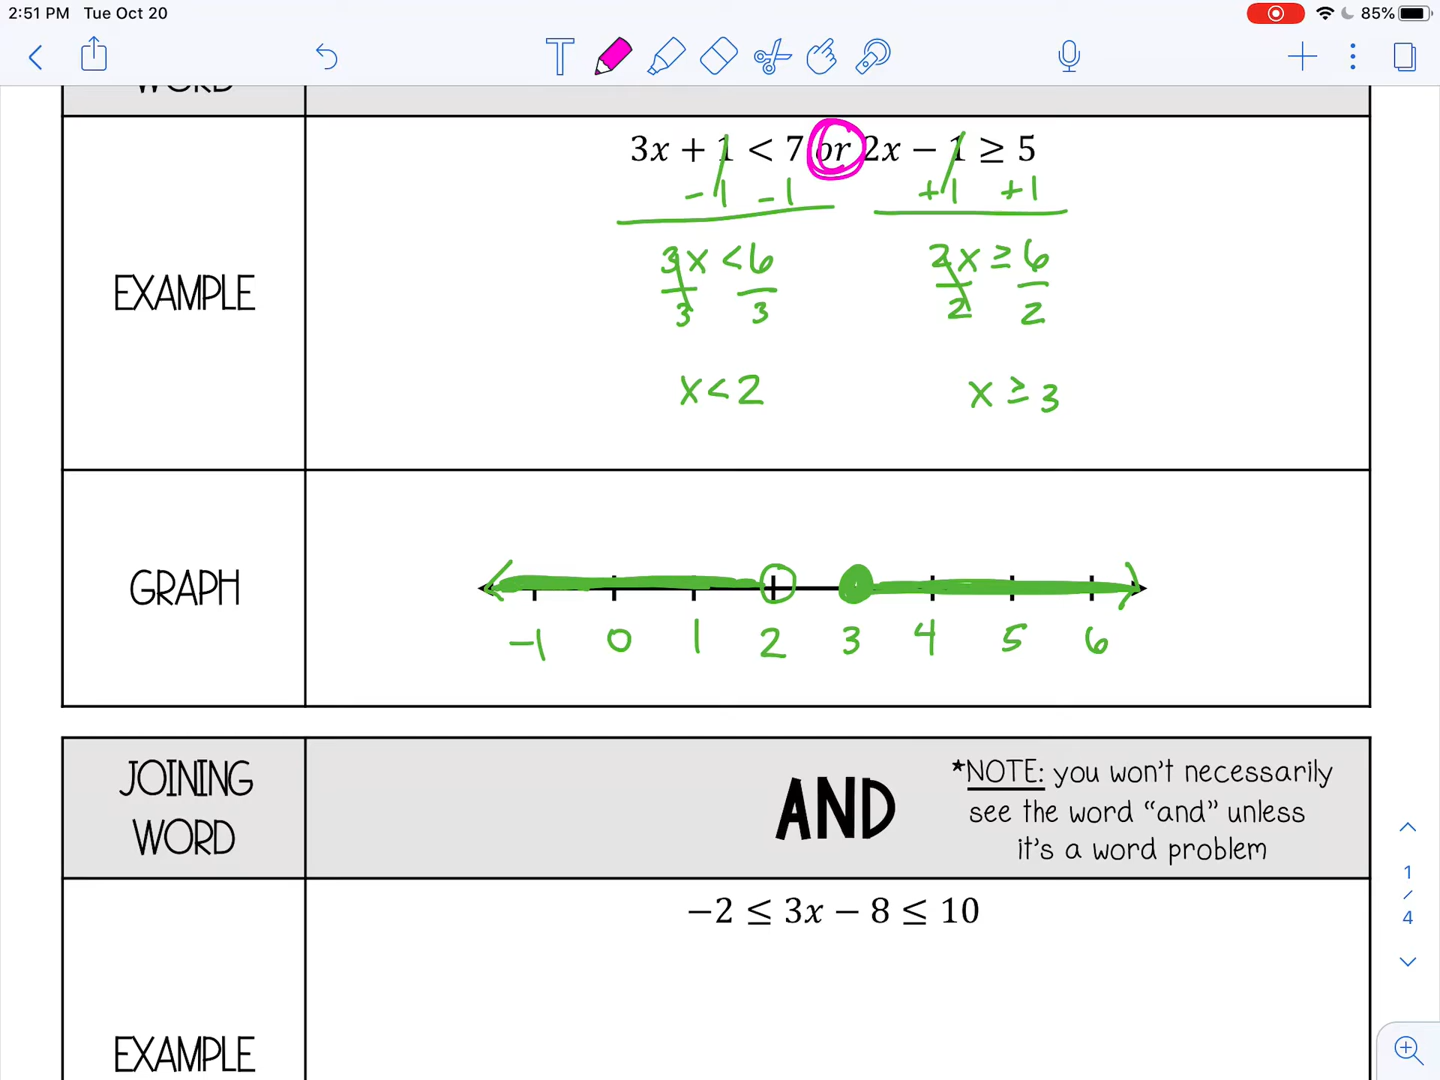 2:51 PM Tue Oct 20
85%
T
WORD
3x + 1 < 7 or 2x − 1 ≥ 5
-1 -1 +1 +1
3x < 6 2x ≥ 6
3 3 2 2
x < 2 x ≥ 3
EXAMPLE
GRAPH
-1 0 1 2 3 4 5 6
JOINING
WORD
AND
*NOTE: you won't necessarily
see the word "and" unless
it's a word problem
−2 ≤ 3x − 8 ≤ 10
EXAMPLE
1
/
4